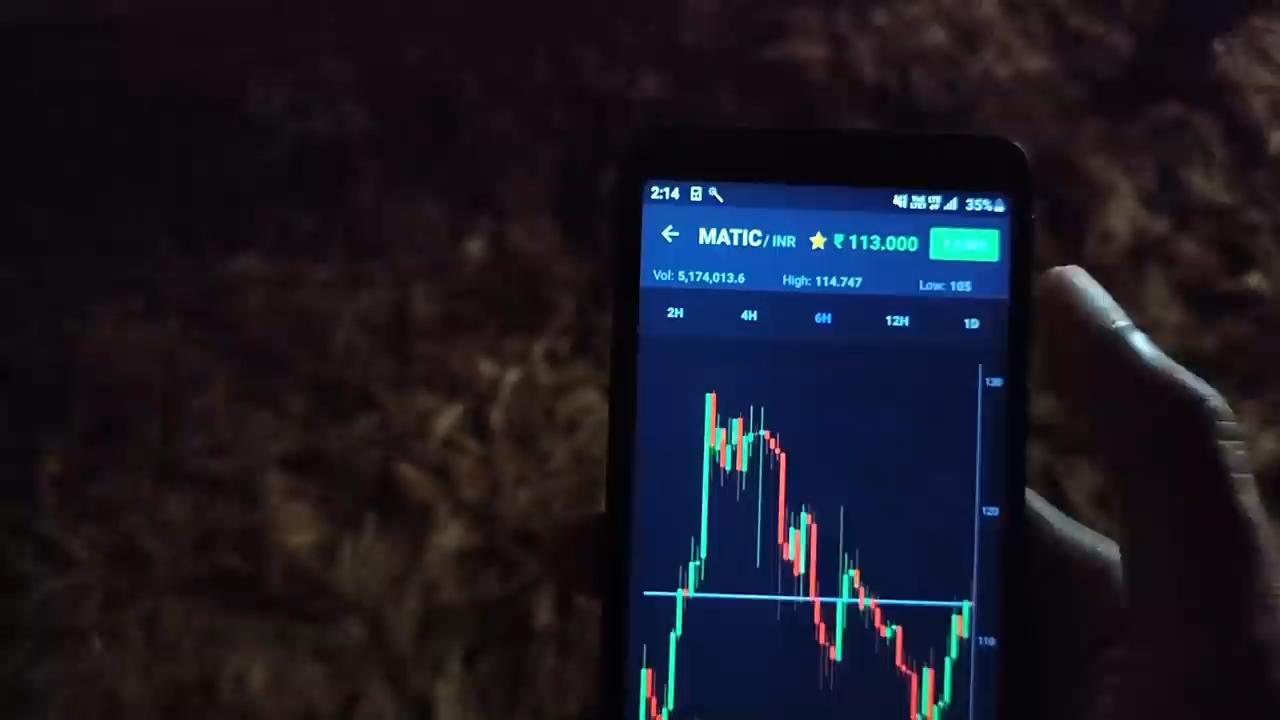 2:14 35%
MATIC/INR ₹ 113.000
Vol: 5,174,013.6 High: 114.747 Low: 105
2H 4H 6H 12H 1D
130
120
110